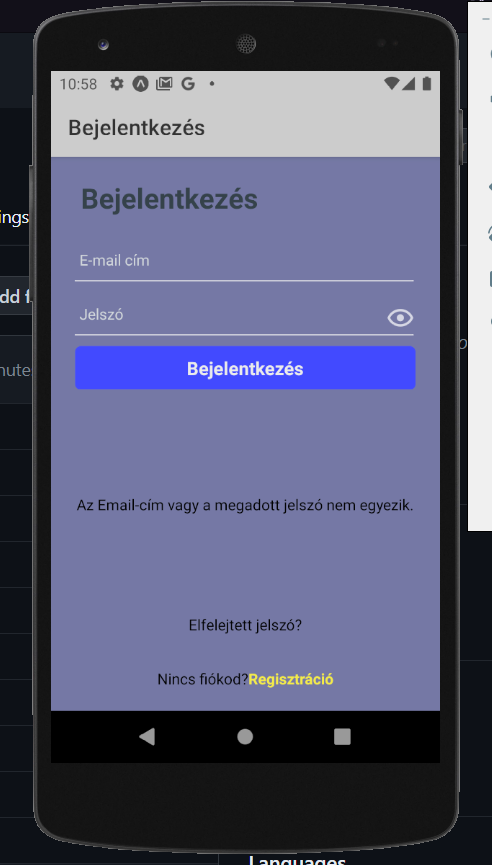 10:58
Bejelentkezés
Bejelentkezés
ings
E-mail cím
dd f
Jelszó
nute
Bejelentkezés
Az Email-cím vagy a megadott jelszó nem egyezik.
Elfelejtett jelszó?
Nincs fiókod?Regisztráció
Languages